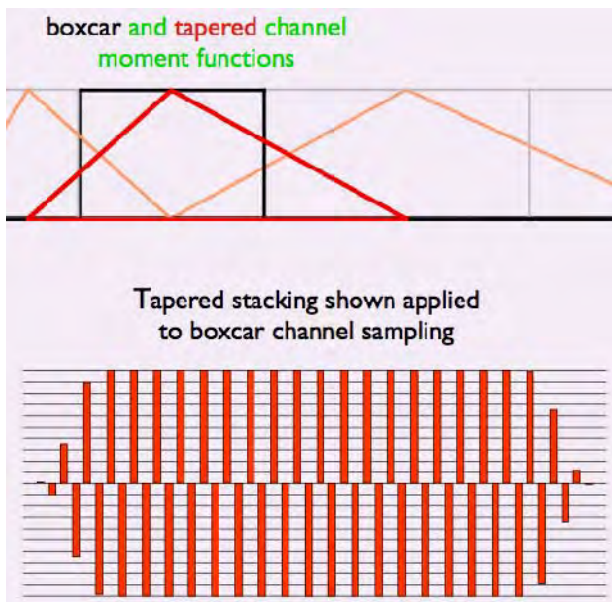 boxcar and tapered channel
moment functions
Tapered stacking shown applied
to boxcar channel sampling